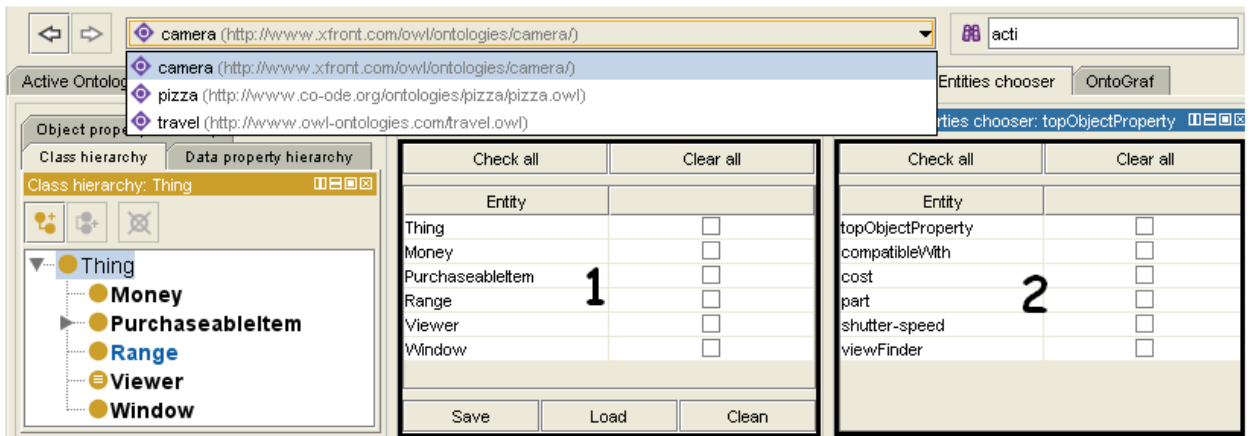 camera (http://www.xfront.com/owl/ontologies/camera/)
acti
camera (http://www.xfront.com/owl/ontologies/camera/)
pizza (http://www.co-ode.org/ontologies/pizza/pizza.owl)
travel (http://www.owl-ontologies.com/travel.owl)
Active Ontolog
Entities chooser
OntoGraf
Object prope
rties chooser: topObjectProperty
Class hierarchy
Data property hierarchy
Class hierarchy: Thing
Thing
Money
PurchaseableItem
Range
Viewer
Window
Check all
Clear all
Entity
Thing
Money
PurchaseableItem
Range
Viewer
Window
1
Save
Load
Clean
Check all
Clear all
Entity
topObjectProperty
compatibleWith
cost
part
shutter-speed
viewFinder
2